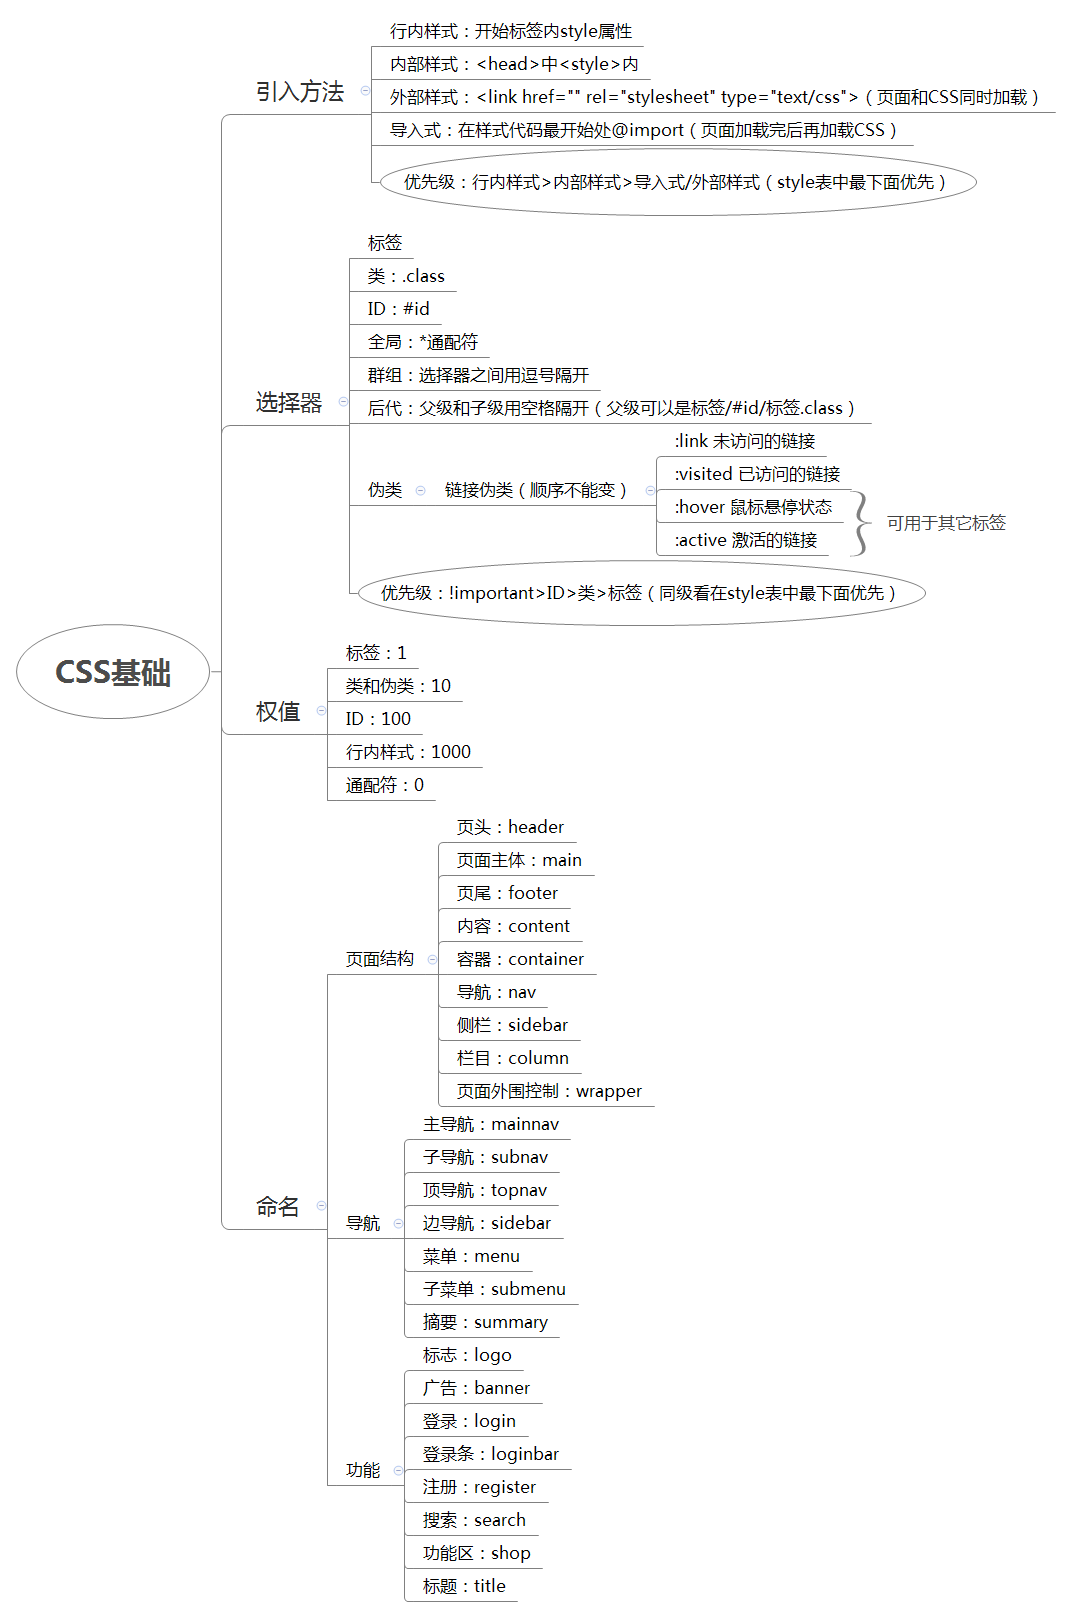 CSS基础
引入方法
行内样式：开始标签内style属性
内部样式：<head>中<style>内
外部样式：<link href="" rel="stylesheet" type="text/css">（页面和CSS同时加载）
导入式：在样式代码最开始处@import（页面加载完后再加载CSS）
优先级：行内样式>内部样式>导入式/外部样式（style表中最下面优先）
选择器
标签
类：.class
ID：#id
全局：*通配符
群组：选择器之间用逗号隔开
后代：父级和子级用空格隔开（父级可以是标签/#id/标签.class）
伪类
链接伪类（顺序不能变）
:link 未访问的链接
:visited 已访问的链接
:hover 鼠标悬停状态
:active 激活的链接
可用于其它标签
优先级：!important>ID>类>标签（同级看在style表中最下面优先）
权值
标签：1
类和伪类：10
ID：100
行内样式：1000
通配符：0
命名
页面结构
页头：header
页面主体：main
页尾：footer
内容：content
容器：container
导航：nav
侧栏：sidebar
栏目：column
页面外围控制：wrapper
导航
主导航：mainnav
子导航：subnav
顶导航：topnav
边导航：sidebar
菜单：menu
子菜单：submenu
摘要：summary
功能
标志：logo
广告：banner
登录：login
登录条：loginbar
注册：register
搜索：search
功能区：shop
标题：title